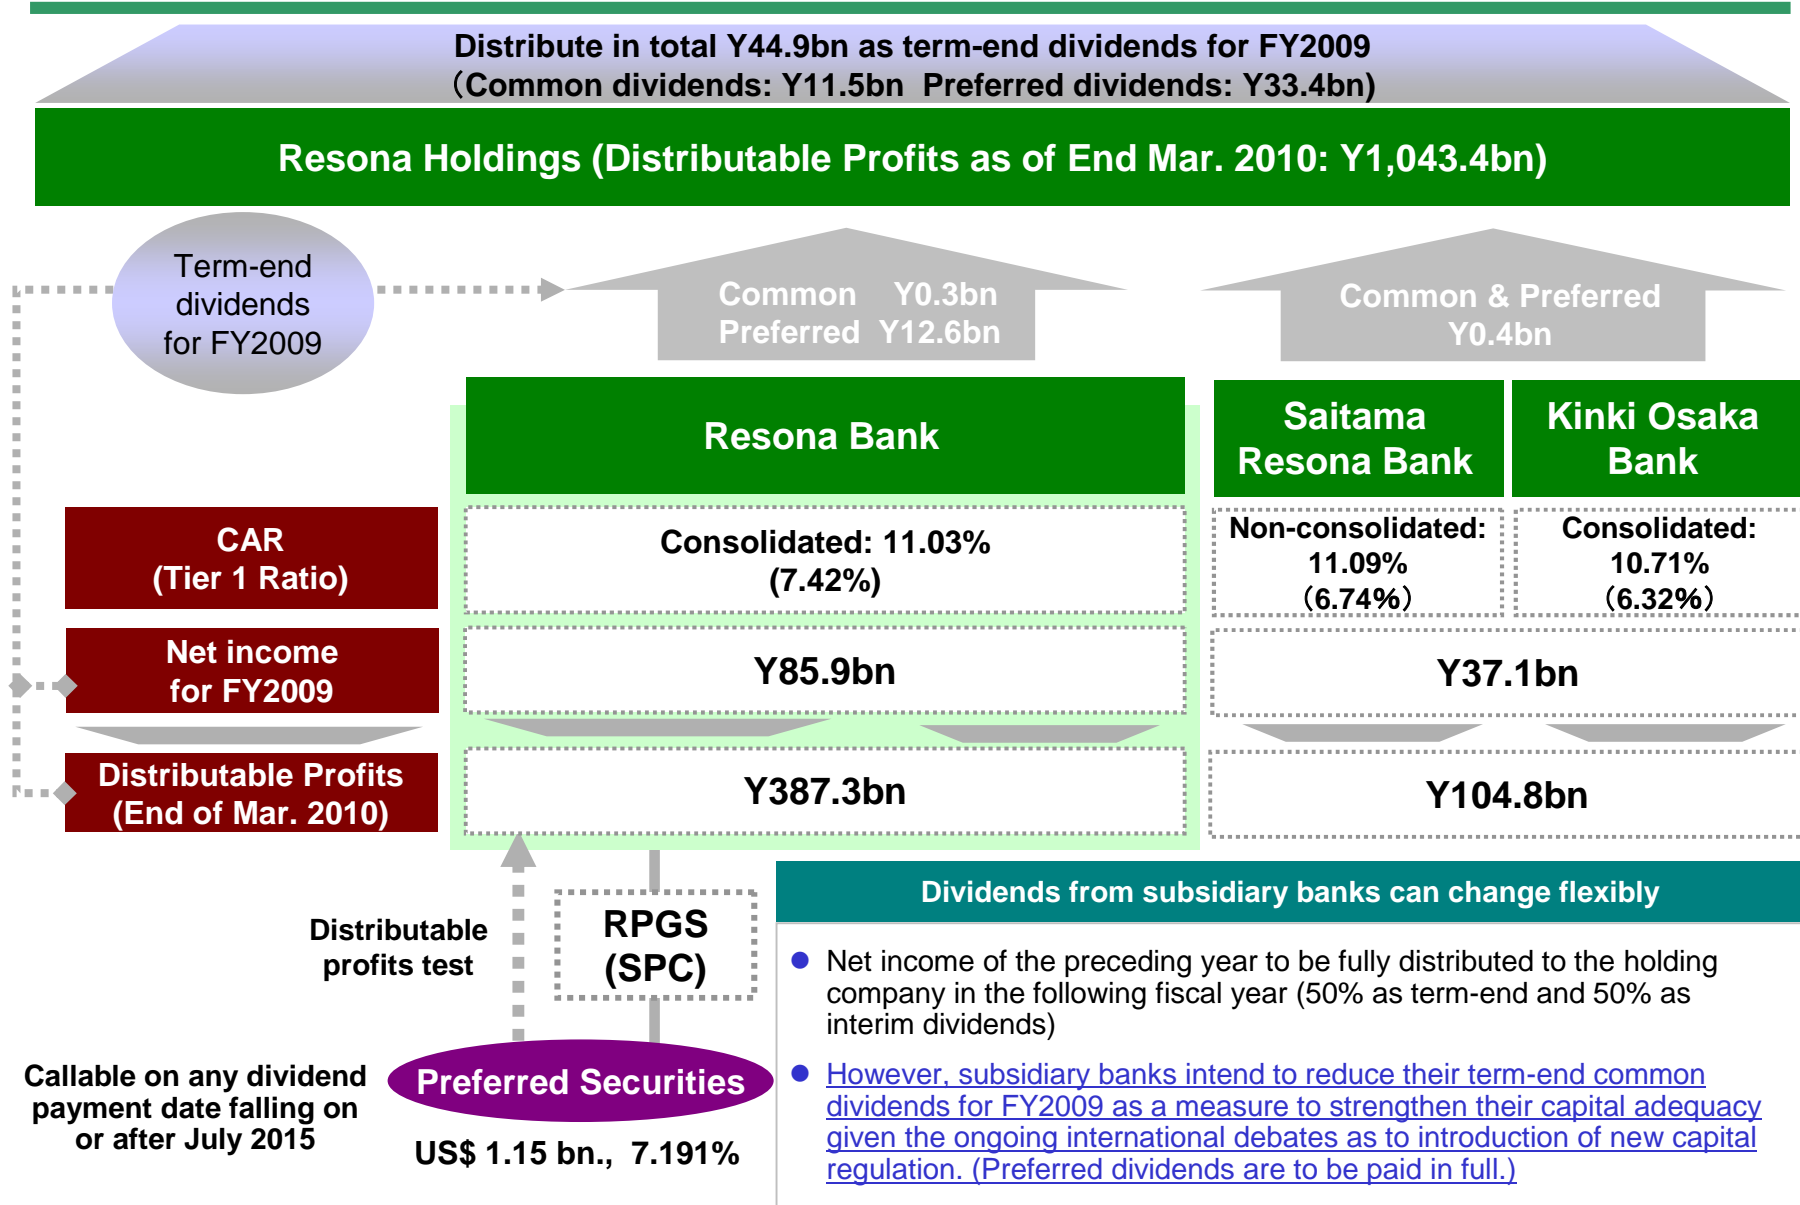 Distribute in total Y44.9bn as term-end dividends for FY2009
（Common dividends: Y11.5bn  Preferred dividends: Y33.4bn)
Resona Holdings (Distributable Profits as of End Mar. 2010: Y1,043.4bn)
Term-end
dividends
for FY2009
Common Y0.3bn
Preferred Y12.6bn
Common & Preferred
Y0.4bn
Resona Bank
Saitama
Resona Bank
Kinki Osaka
Bank
CAR
(Tier 1 Ratio)
Consolidated: 11.03%
(7.42%)
Non-consolidated:
11.09%
（6.74%）
Consolidated:
10.71%
（6.32%）
Net income
for FY2009
Y85.9bn
Y37.1bn
Distributable Profits
(End of Mar. 2010)
Y387.3bn
Y104.8bn
Distributable
profits test
RPGS
(SPC)
Callable on any dividend
payment date falling on
or after July 2015
Preferred Securities
US$ 1.15 bn., 7.191%
Dividends from subsidiary banks can change flexibly
● Net income of the preceding year to be fully distributed to the holding
company in the following fiscal year (50% as term-end and 50% as
interim dividends)
● However, subsidiary banks intend to reduce their term-end common
dividends for FY2009 as a measure to strengthen their capital adequacy
given the ongoing international debates as to introduction of new capital
regulation. (Preferred dividends are to be paid in full.)